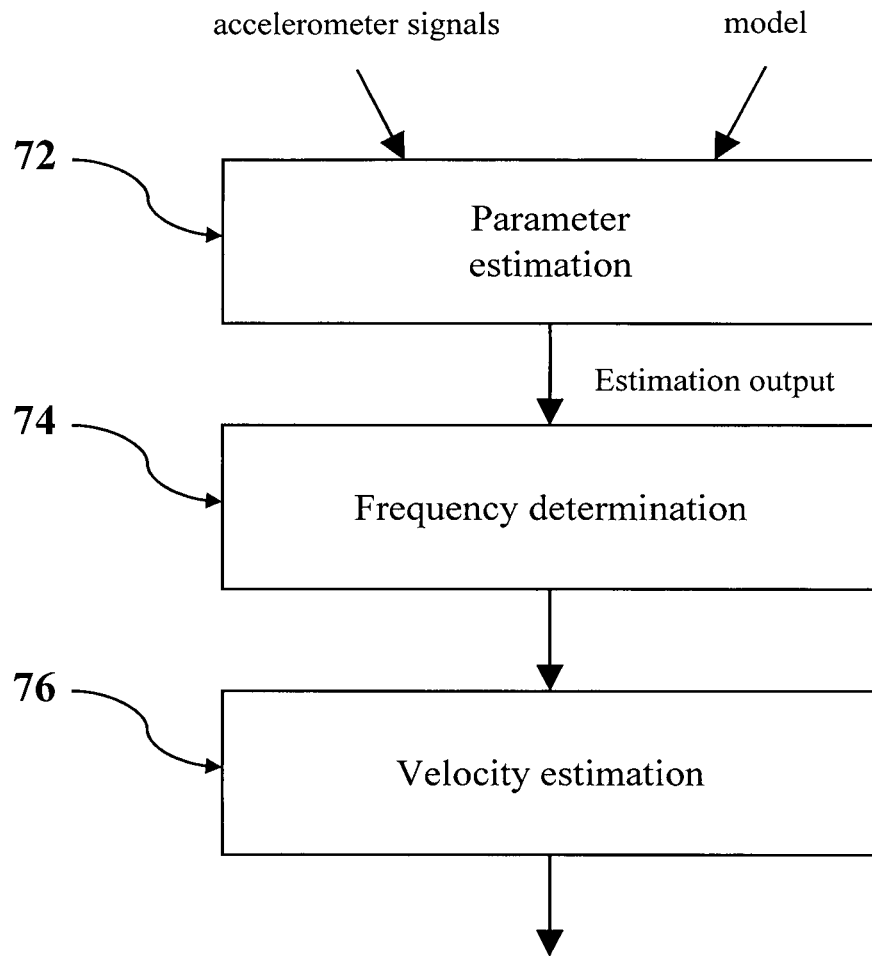 accelerometer signals
model
72
Parameter
estimation
Estimation output
74
Frequency determination
76
Velocity estimation